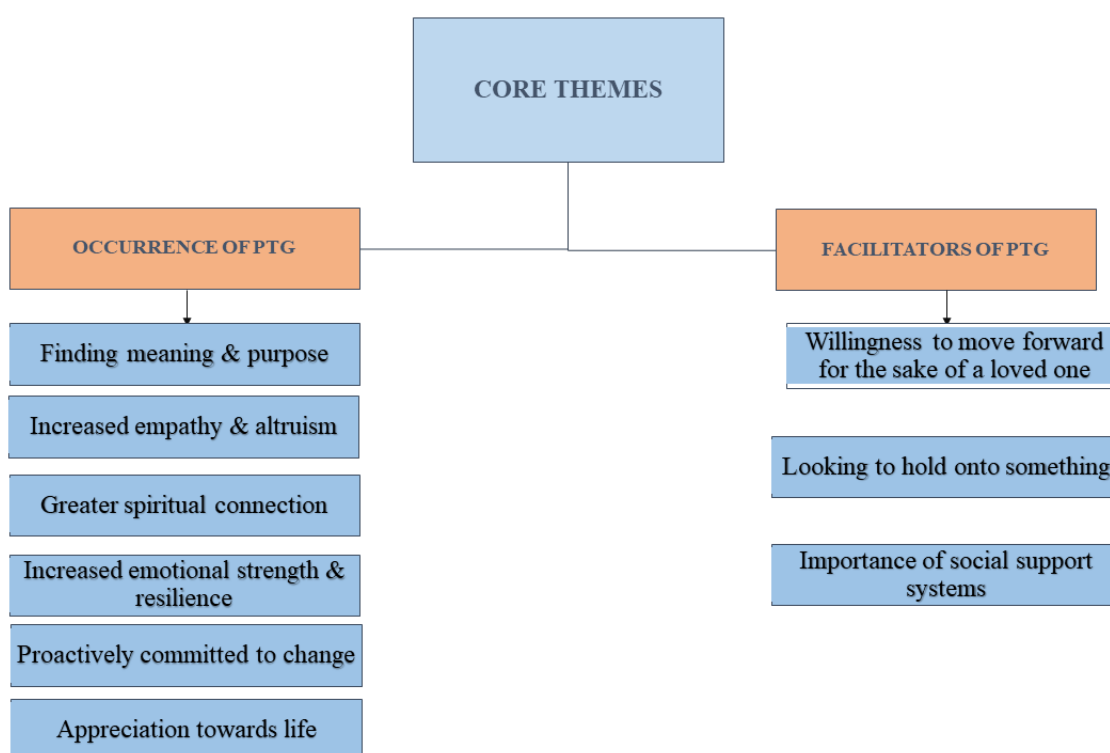 CORE THEMES
OCCURRENCE OF PTG
Finding meaning & purpose
Increased empathy & altruism
Greater spiritual connection
Increased emotional strength &
resilience
Proactively committed to change
Appreciation towards life
FACILITATORS OF PTG
Willingness to move forward
for the sake of a loved one
Looking to hold onto something
Importance of social support
systems